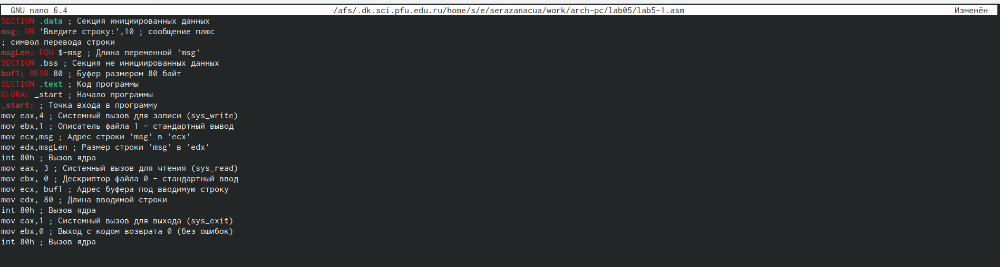 GNU nano 6.4 /afs/.dk.sci.pfu.edu.ru/home/s/e/serazanacua/work/arch-pc/lab05/lab5-1.asm Изменён
SECTION .data ; Секция инициированных данных
msg: DB 'Введите строку:',10 ; сообщение плюс
; символ перевода строки
msgLen: EQU $-msg ; Длина переменной 'msg'
SECTION .bss ; Секция не инициированных данных
buf1: RESB 80 ; Буфер размером 80 байт
SECTION .text ; Код программы
GLOBAL _start ; Начало программы
_start: ; Точка входа в программу
mov eax,4 ; Системный вызов для записи (sys_write)
mov ebx,1 ; Описатель файла 1 - стандартный вывод
mov ecx,msg ; Адрес строки 'msg' в 'ecx'
mov edx,msgLen ; Размер строки 'msg' в 'edx'
int 80h ; Вызов ядра
mov eax, 3 ; Системный вызов для чтения (sys_read)
mov ebx, 0 ; Дескриптор файла 0 - стандартный ввод
mov ecx, buf1 ; Адрес буфера под вводимую строку
mov edx, 80 ; Длина вводимой строки
int 80h ; Вызов ядра
mov eax,1 ; Системный вызов для выхода (sys_exit)
mov ebx,0 ; Выход с кодом возврата 0 (без ошибок)
int 80h ; Вызов ядра